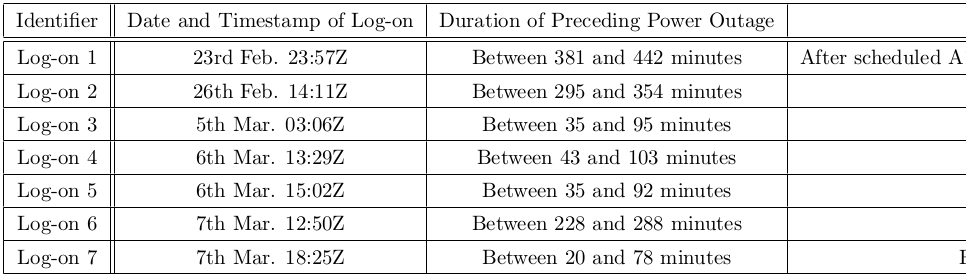 Identifier Date and Timestamp of Log-on Duration of Preceding Power Outage
Log-on 1 23rd Feb. 23:57Z Between 381 and 442 minutes After scheduled A
Log-on 2 26th Feb. 14:11Z Between 295 and 354 minutes
Log-on 3 5th Mar. 03:06Z Between 35 and 95 minutes
Log-on 4 6th Mar. 13:29Z Between 43 and 103 minutes
Log-on 5 6th Mar. 15:02Z Between 35 and 92 minutes
Log-on 6 7th Mar. 12:50Z Between 228 and 288 minutes
Log-on 7 7th Mar. 18:25Z Between 20 and 78 minutes